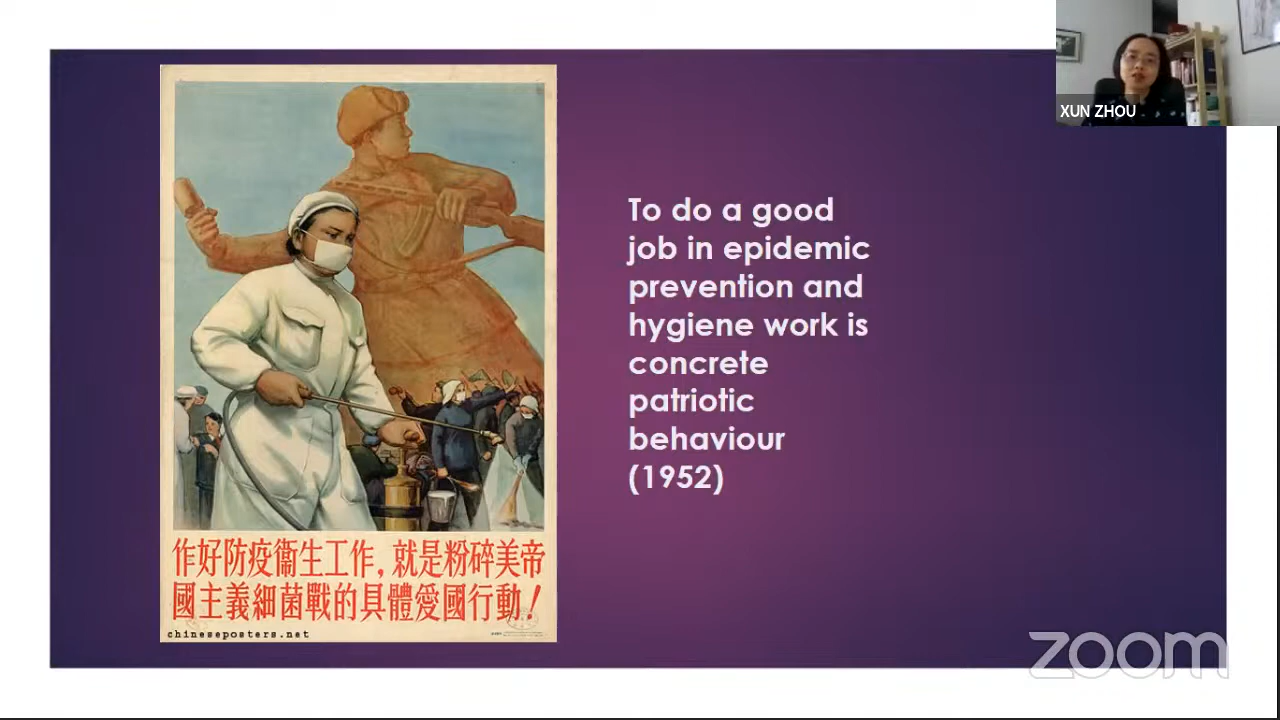 XUN ZHOU
To do a good
job in epidemic
prevention and
hygiene work is
concrete
patriotic
behaviour
(1952)
作好防疫衞生工作，就是粉碎美帝
國主義細菌戰的具體愛國行動！
chineseposters.net
zoom